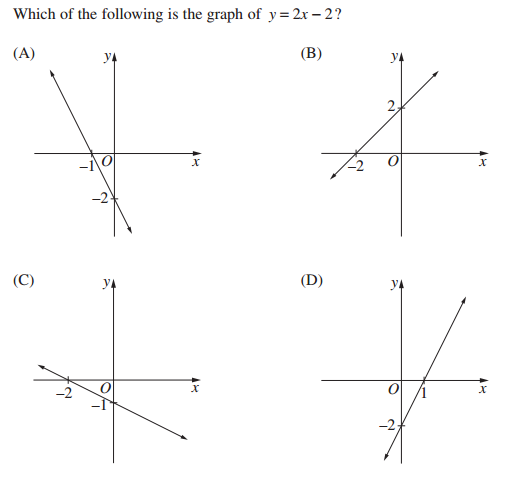 Which of the following is the graph of y = 2x – 2 ?
(A) (B)
y y
2
–1 O x –2 O x
–2
(C) (D)
y y
–2 O x O 1 x
–1
–2